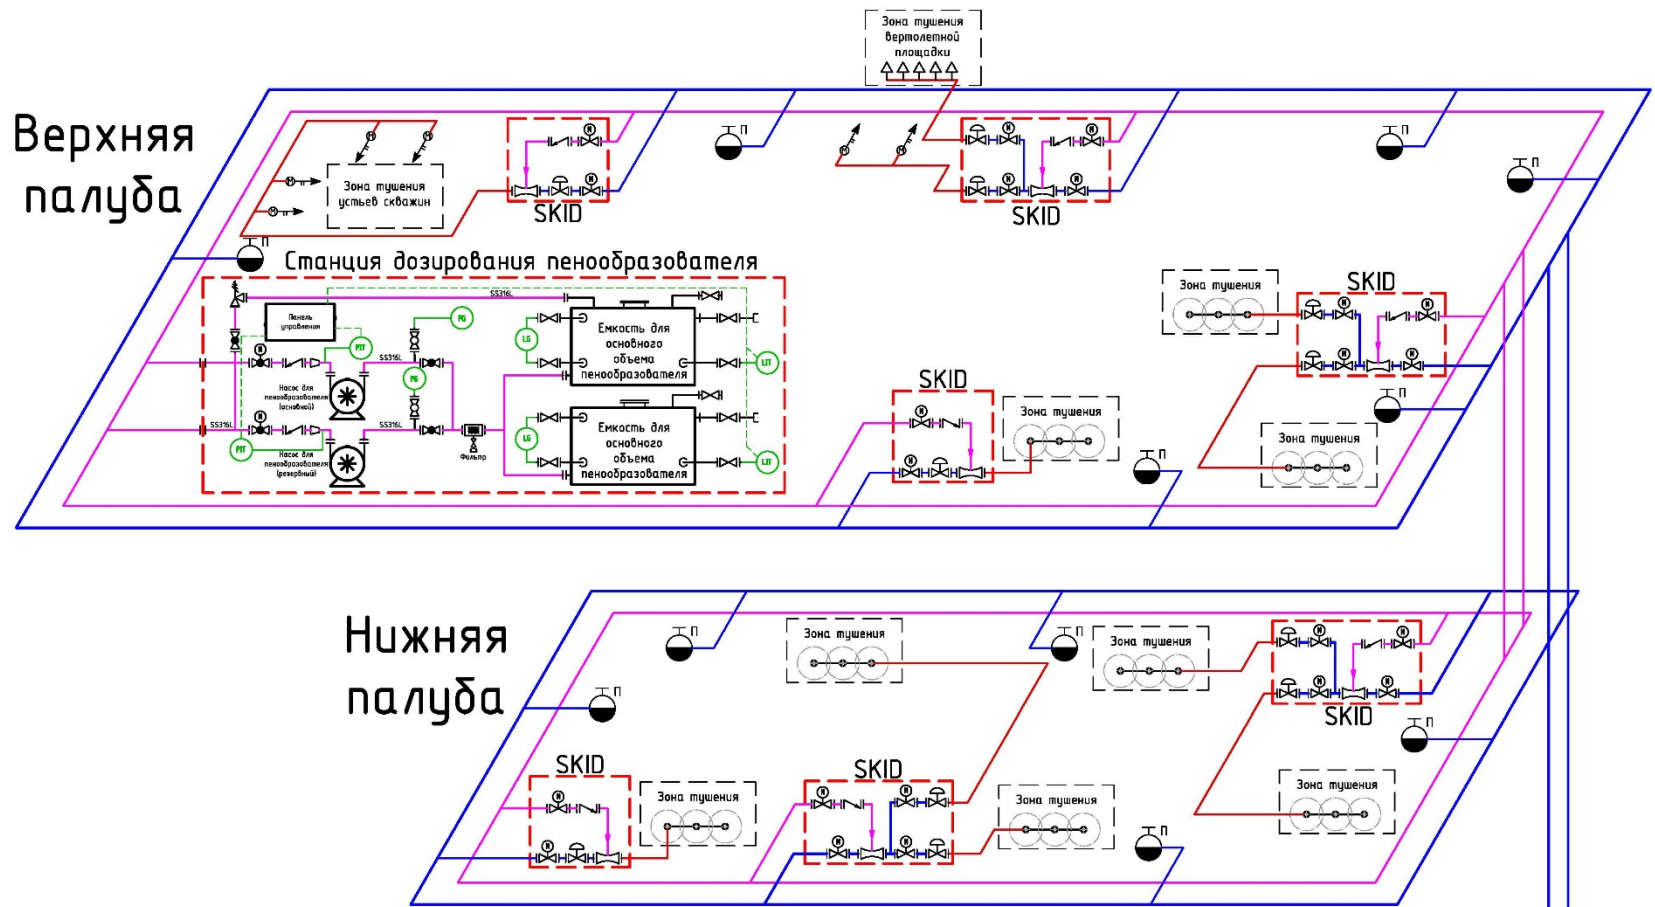 Зона тушения
вертолетной
площадки
Верхняя
палуба
П
П
П
Зона тушения
устьев скважин
SKID
SKID
П
Станция дозирования пенообразователя
SS316L
Панель
управления
PG
PIT
SS316L
PG
Насос для
пенообразователя
(основной)
SS316L
SS316L
PIT
Насос для
пенообразователя
(резервный)
Фильтр
LG
Емкость для
основного
объема
пенообразователя
LIT
LG
Емкость для
основного
объема
пенообразователя
LIT
SKID
Зона тушения
SKID
Зона тушения
П
Зона тушения
П
Нижняя
палуба
П
Зона тушения
П
Зона тушения
SKID
П
П
SKID
Зона тушения
SKID
Зона тушения
Зона тушения
П